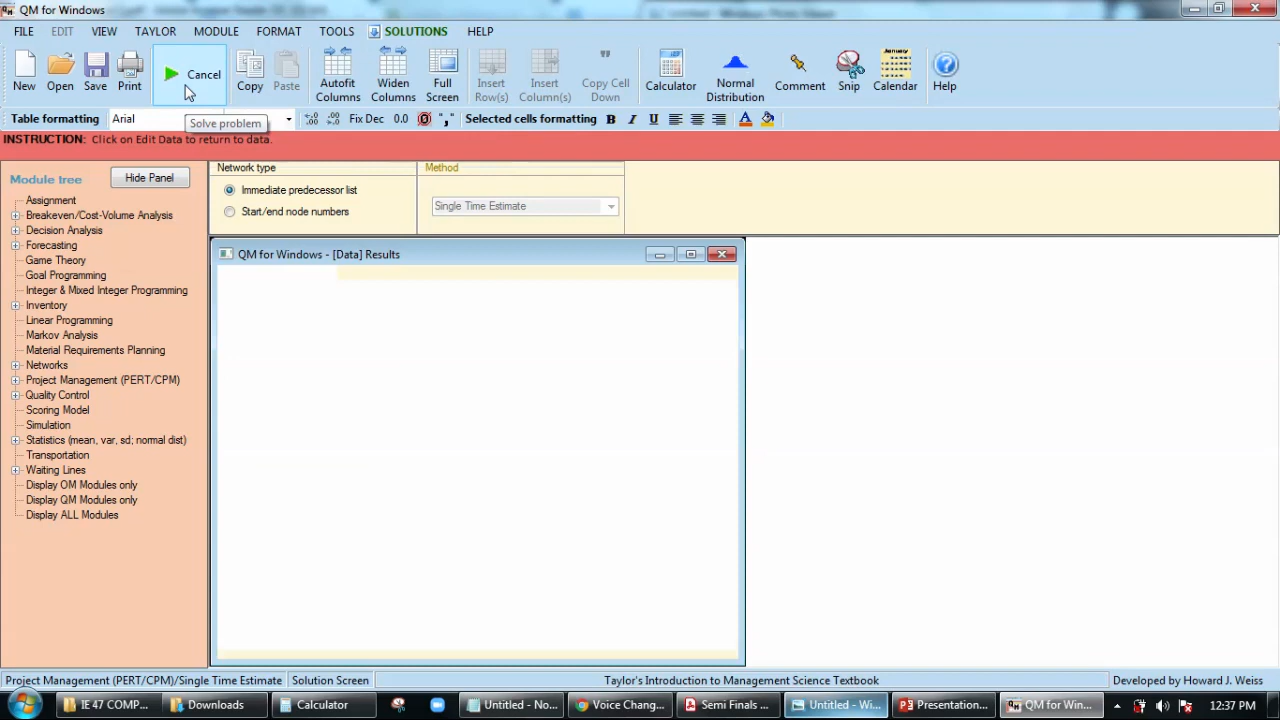 QM for Windows
FILE EDIT VIEW TAYLOR MODULE FORMAT TOOLS SOLUTIONS HELP
New Open Save Print Cancel Copy Paste Autofit Columns Widen Columns Full Screen Insert Row(s) Insert Column(s) Copy Cell Down Calculator Normal Distribution Comment Snip January Calendar Help
Table formatting Arial Fix Dec 0.0 Selected cells formatting B I U A
Solve problem
INSTRUCTION: Click on Edit Data to return to data.
Module tree Hide Panel
Network type
Immediate predecessor list
Start/end node numbers
Method
Single Time Estimate
Assignment
Breakeven/Cost-Volume Analysis
Decision Analysis
Forecasting
Game Theory
Goal Programming
Integer & Mixed Integer Programming
Inventory
Linear Programming
Markov Analysis
Material Requirements Planning
Networks
Project Management (PERT/CPM)
Quality Control
Scoring Model
Simulation
Statistics (mean, var, sd; normal dist)
Transportation
Waiting Lines
Display OM Modules only
Display QM Modules only
Display ALL Modules
QM for Windows - [Data] Results
Project Management (PERT/CPM)/Single Time Estimate Solution Screen Taylor's Introduction to Management Science Textbook Developed by Howard J. Weiss
IE 47 COMP... Downloads Calculator Untitled - No... Voice Chang... Semi Finals ... Untitled - Wi... Presentation... QM for Win... 12:37 PM